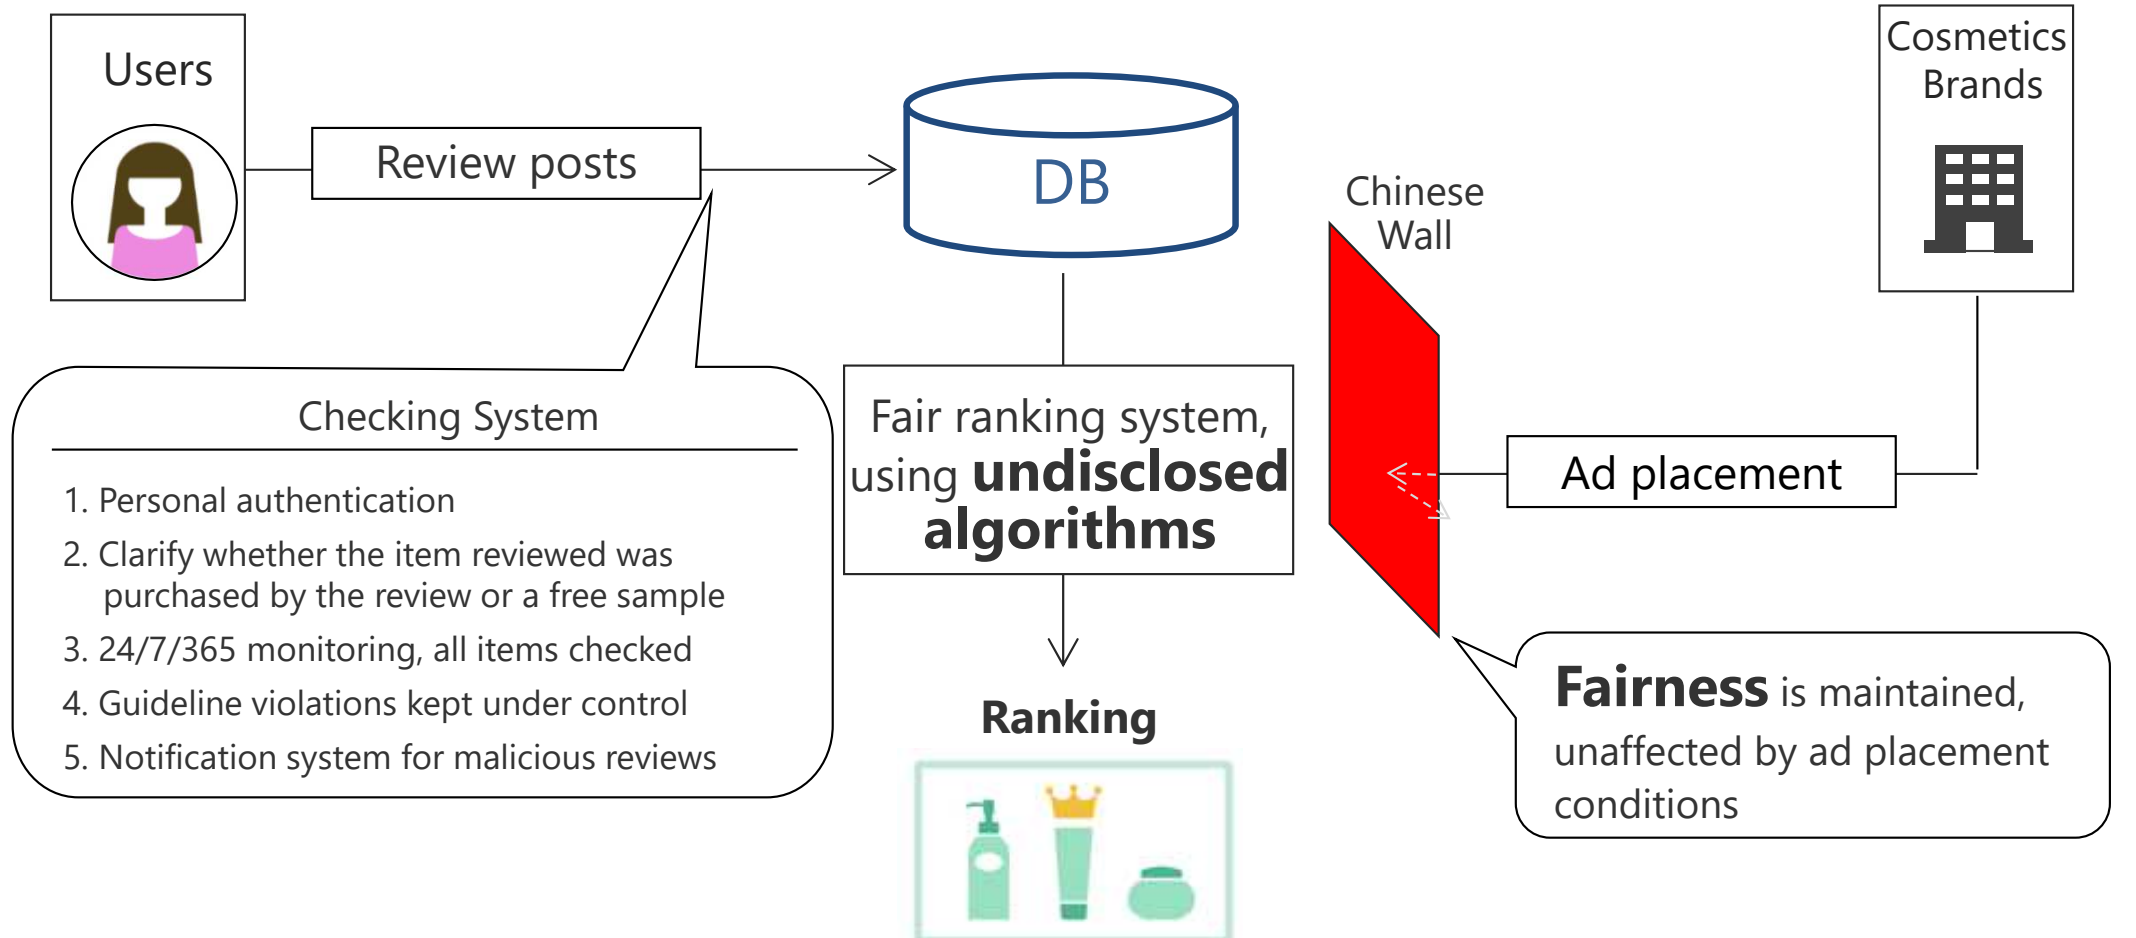 Users
Review posts
DB
Chinese
Wall
Cosmetics
Brands
Checking System
1. Personal authentication
2. Clarify whether the item reviewed was
purchased by the review or a free sample
3. 24/7/365 monitoring, all items checked
4. Guideline violations kept under control
5. Notification system for malicious reviews
Fair ranking system,
using undisclosed
algorithms
Ranking
Ad placement
Fairness is maintained,
unaffected by ad placement
conditions